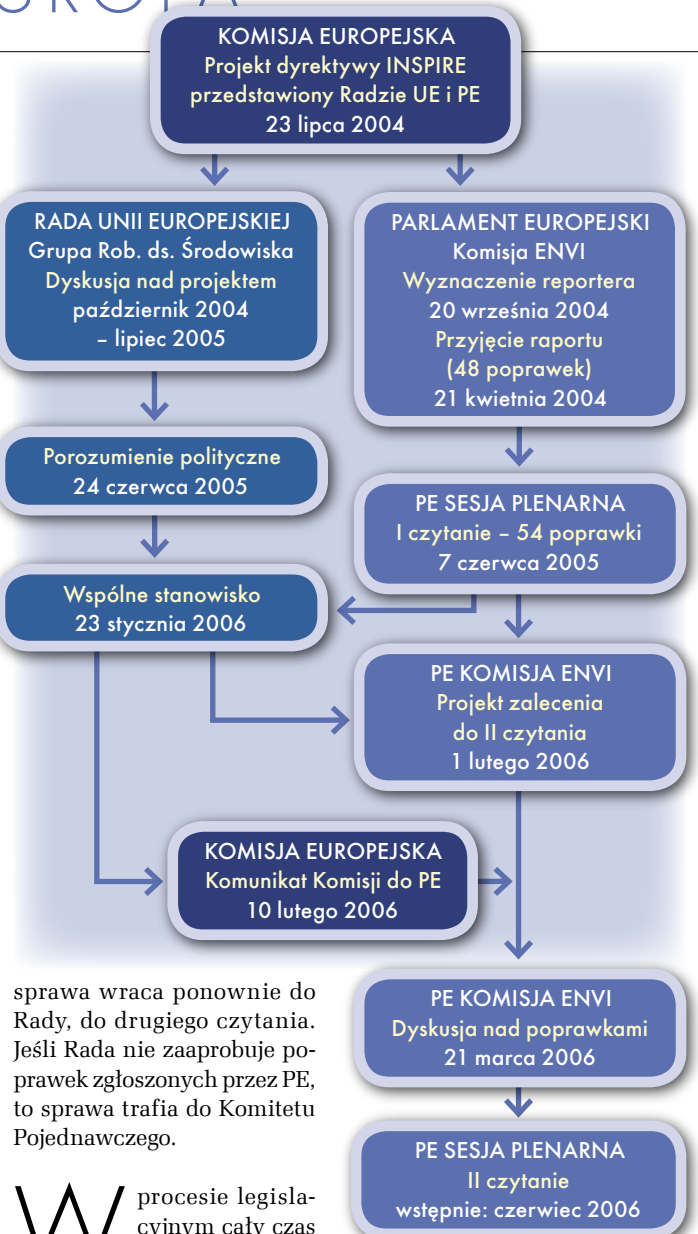 KOMISJA EUROPEJSKA
Projekt dyrektywy INSPIRE
przedstawiony Radzie UE i PE
23 lipca 2004
RADA UNII EUROPEJSKIEJ
Grupa Rob. ds. Środowiska
Dyskusja nad projektem
październik 2004
– lipiec 2005
PARLAMENT EUROPEJSKI
Komisja ENVI
Wyznaczenie reportera
20 września 2004
Przyjęcie raportu
(48 poprawek)
21 kwietnia 2004
Porozumienie polityczne
24 czerwca 2005
PE SESJA PLENARNA
I czytanie – 54 poprawki
7 czerwca 2005
Wspólne stanowisko
23 stycznia 2006
PE KOMISJA ENVI
Projekt zalecenia
do II czytania
1 lutego 2006
KOMISJA EUROPEJSKA
Komunikat Komisji do PE
10 lutego 2006
PE KOMISJA ENVI
Dyskusja nad poprawkami
21 marca 2006
PE SESJA PLENARNA
II czytanie
wstępnie: czerwiec 2006
sprawa wraca ponownie do
Rady, do drugiego czytania.
Jeśli Rada nie zaaprobuje po-
prawek zgłoszonych przez PE,
to sprawa trafia do Komitetu
Pojednawczego.
W procesie legisla-
cyjnym cały czas